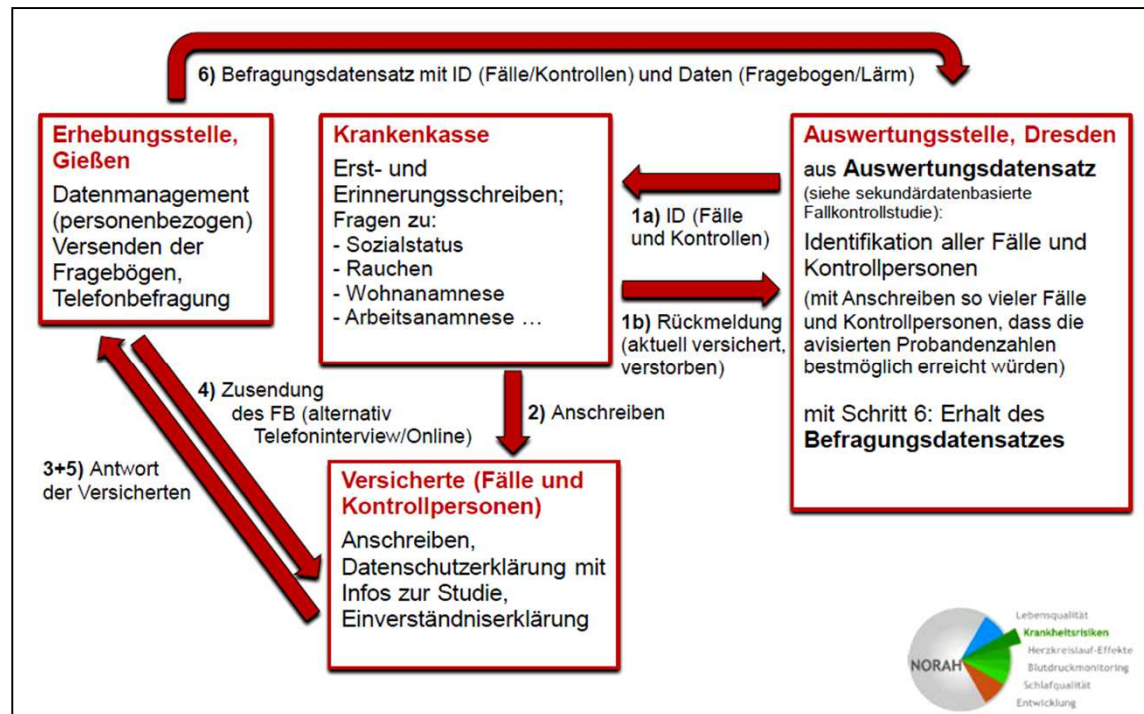 6) Befragungsdatensatz mit ID (Fälle/Kontrollen) und Daten (Fragebogen/Lärm)
Erhebungsstelle,
Gießen
Datenmanagement
(personenbezogen)
Versenden der
Fragebögen,
Telefonbefragung
Krankenkasse
Erst- und
Erinnerungsschreiben;
Fragen zu:
- Sozialstatus
- Rauchen
- Wohnanamnese
- Arbeitsanamnese …
1a) ID (Fälle
und Kontrollen)
1b) Rückmeldung
(aktuell versichert,
verstorben)
Auswertungsstelle, Dresden
aus Auswertungsdatensatz
(siehe sekundärdatenbasierte
Fallkontrollstudie):
Identifikation aller Fälle und
Kontrollpersonen
(mit Anschreiben so vieler Fälle
und Kontrollpersonen, dass die
avisierten Probandenzahlen
bestmöglich erreicht würden)
mit Schritt 6: Erhalt des
Befragungsdatensatzes
4) Zusendung
des FB (alternativ
Telefoninterview/Online)
2) Anschreiben
3+5) Antwort
der Versicherten
Versicherte (Fälle und
Kontrollpersonen)
Anschreiben,
Datenschutzerklärung mit
Infos zur Studie,
Einverständniserklärung
NORAH
Lebensqualität
Krankheitsrisiken
Herzkreislauf-Effekte
Blutdruckmonitoring
Schlafqualität
Entwicklung